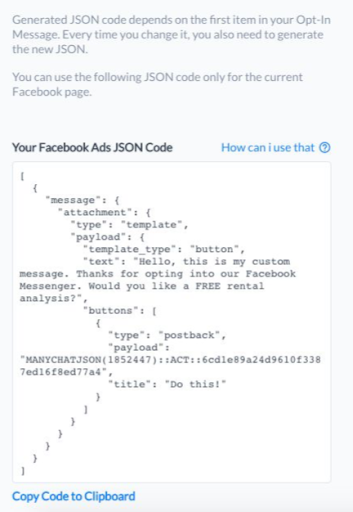 Generated JSON code depends on the first item in your Opt-In
Message. Every time you change it, you also need to generate
the new JSON.
You can use the following JSON code only for the current
Facebook page.
Your Facebook Ads JSON Code
How can i use that ?
[
{
"message": {
"attachment": {
"type": "template",
"payload": {
"template_type": "button",
"text": "Hello, this is my custom
message. Thanks for opting into our Facebook
Messenger. Would you like a FREE rental
analysis?",
"buttons": [
{
"type": "postback",
"payload":
"MANYCHATJSON(1852447)::ACT::6cd1e89a24d9610f338
7ed16f8ed77a4",
"title": "Do this!"
}
]
}
}
}
}
]
Copy Code to Clipboard